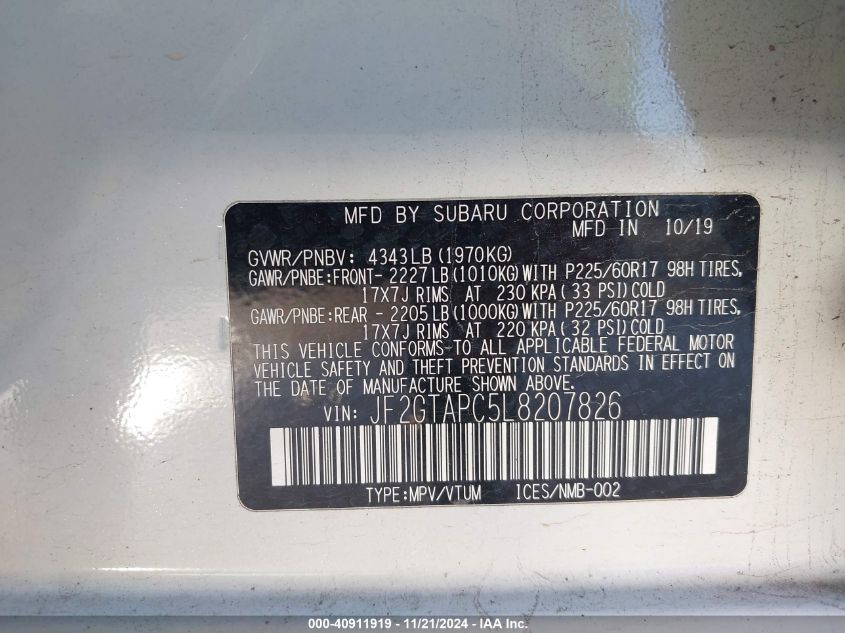 MFD BY SUBARU CORPORATION
MFD IN 10/19
GVWR/PNBV: 4343LB(1970KG)
GAWR/PNBE:FRONT- 2227LB(1010KG)WITH P225/60R17 98H TIRES,
17X7J RIMS AT 230 KPA( 33 PSI)COLD
GAWR/PNBE:REAR - 2205LB(1000KG)WITH P225/60R17 98H TIRES,
17X7J RIMS AT 220 KPA( 32 PSI)COLD
THIS VEHICLE CONFORMS TO ALL APPLICABLE FEDERAL MOTOR
VEHICLE SAFETY AND THEFT PREVENTION STANDARDS IN EFFECT ON
THE DATE OF MANUFACTURE SHOWN ABOVE.
VIN: JF2GTAPC5L8207826
TYPE:MPV/VTUM ICES/NMB-002
000-40911919 - 11/21/2024 - Copyright © IAA, Inc.